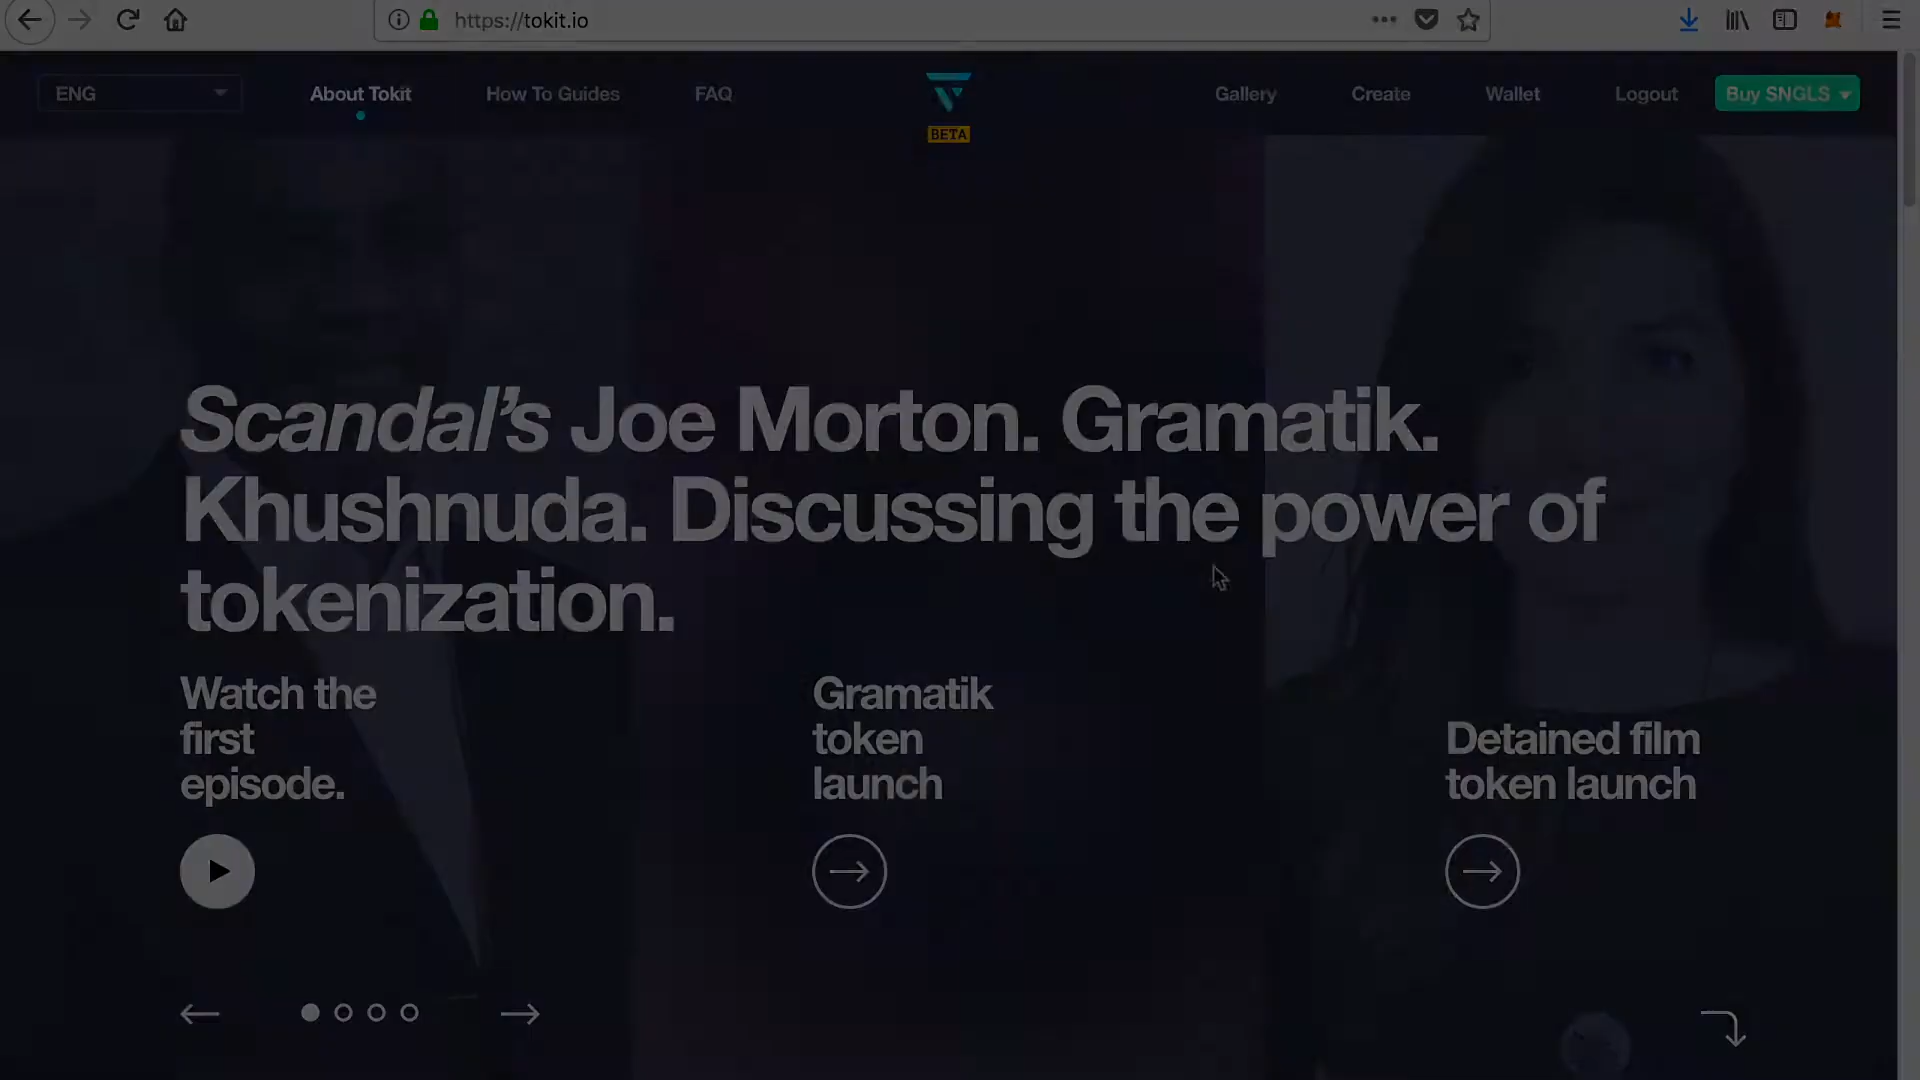 https://tokit.io
ENG
About Tokit
How To Guides
FAQ
BETA
Gallery
Create
Wallet
Logout
Buy SNGLS
Scandal's Joe Morton. Gramatik.
Khushnuda. Discussing the power of
tokenization.
Watch the
first
episode.
Gramatik
token
launch
Detained film
token launch